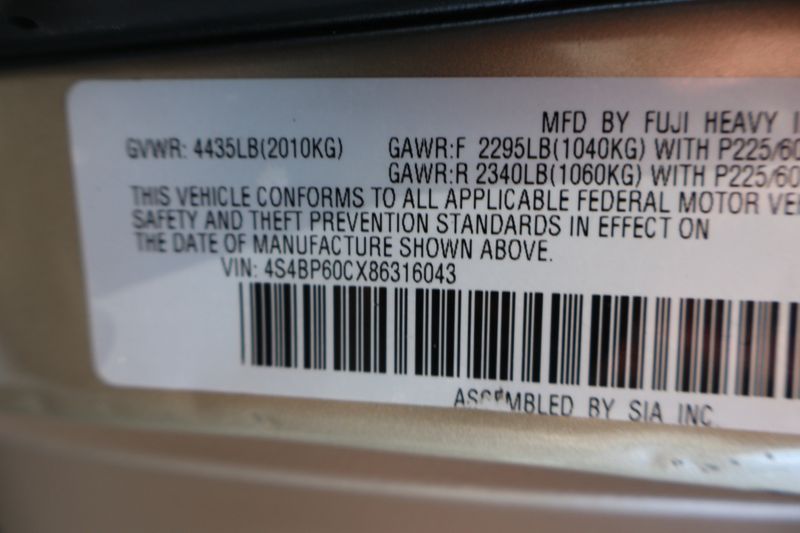 MFD BY FUJI HEAVY
GVWR: 4435LB(2010KG) GAWR:F 2295LB(1040KG) WITH P225/60
GAWR:R 2340LB(1060KG) WITH P225/60
THIS VEHICLE CONFORMS TO ALL APPLICABLE FEDERAL MOTOR VE
SAFETY AND THEFT PREVENTION STANDARDS IN EFFECT ON
THE DATE OF MANUFACTURE SHOWN ABOVE.
VIN: 4S4BP60CX86316043
ASSEMBLED BY SIA INC.